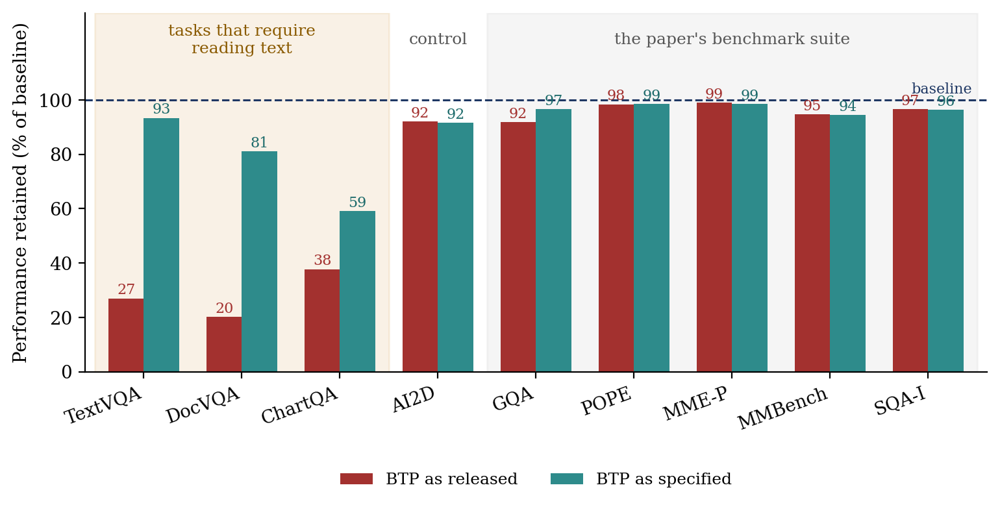 tasks that require
reading text
control
the paper's benchmark suite
baseline
Performance retained (% of baseline)
100
80
60
40
20
0
27
93
20
81
38
59
92
92
92
97
98
99
99
99
95
94
97
96
TextVQA
DocVQA
ChartQA
AI2D
GQA
POPE
MME-P
MMBench
SQA-I
BTP as released
BTP as specified